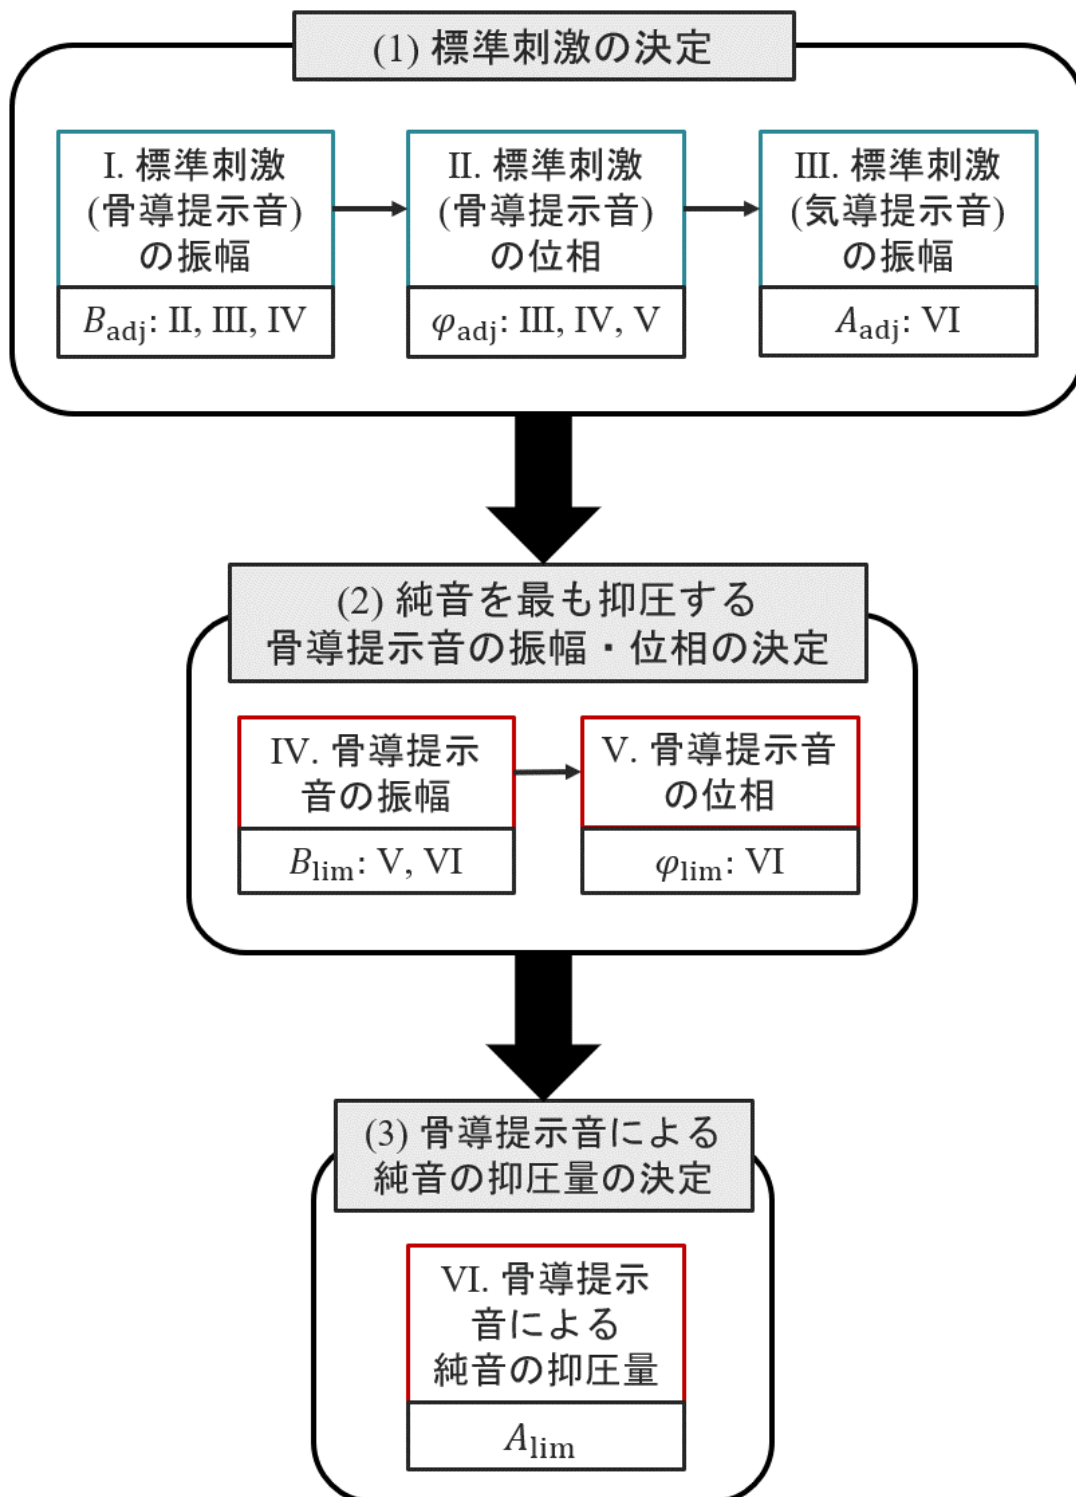 (1) 標準刺激の決定
I. 標準刺激
(骨導提示音)
の振幅
B_adj: II, III, IV
II. 標準刺激
(骨導提示音)
の位相
φ_adj: III, IV, V
III. 標準刺激
(気導提示音)
の振幅
A_adj: VI
(2) 純音を最も抑圧する
骨導提示音の振幅・位相の決定
IV. 骨導提示
音の振幅
B_lim: V, VI
V. 骨導提示音
の位相
φ_lim: VI
(3) 骨導提示音による
純音の抑圧量の決定
VI. 骨導提示
音による
純音の抑圧量
A_lim